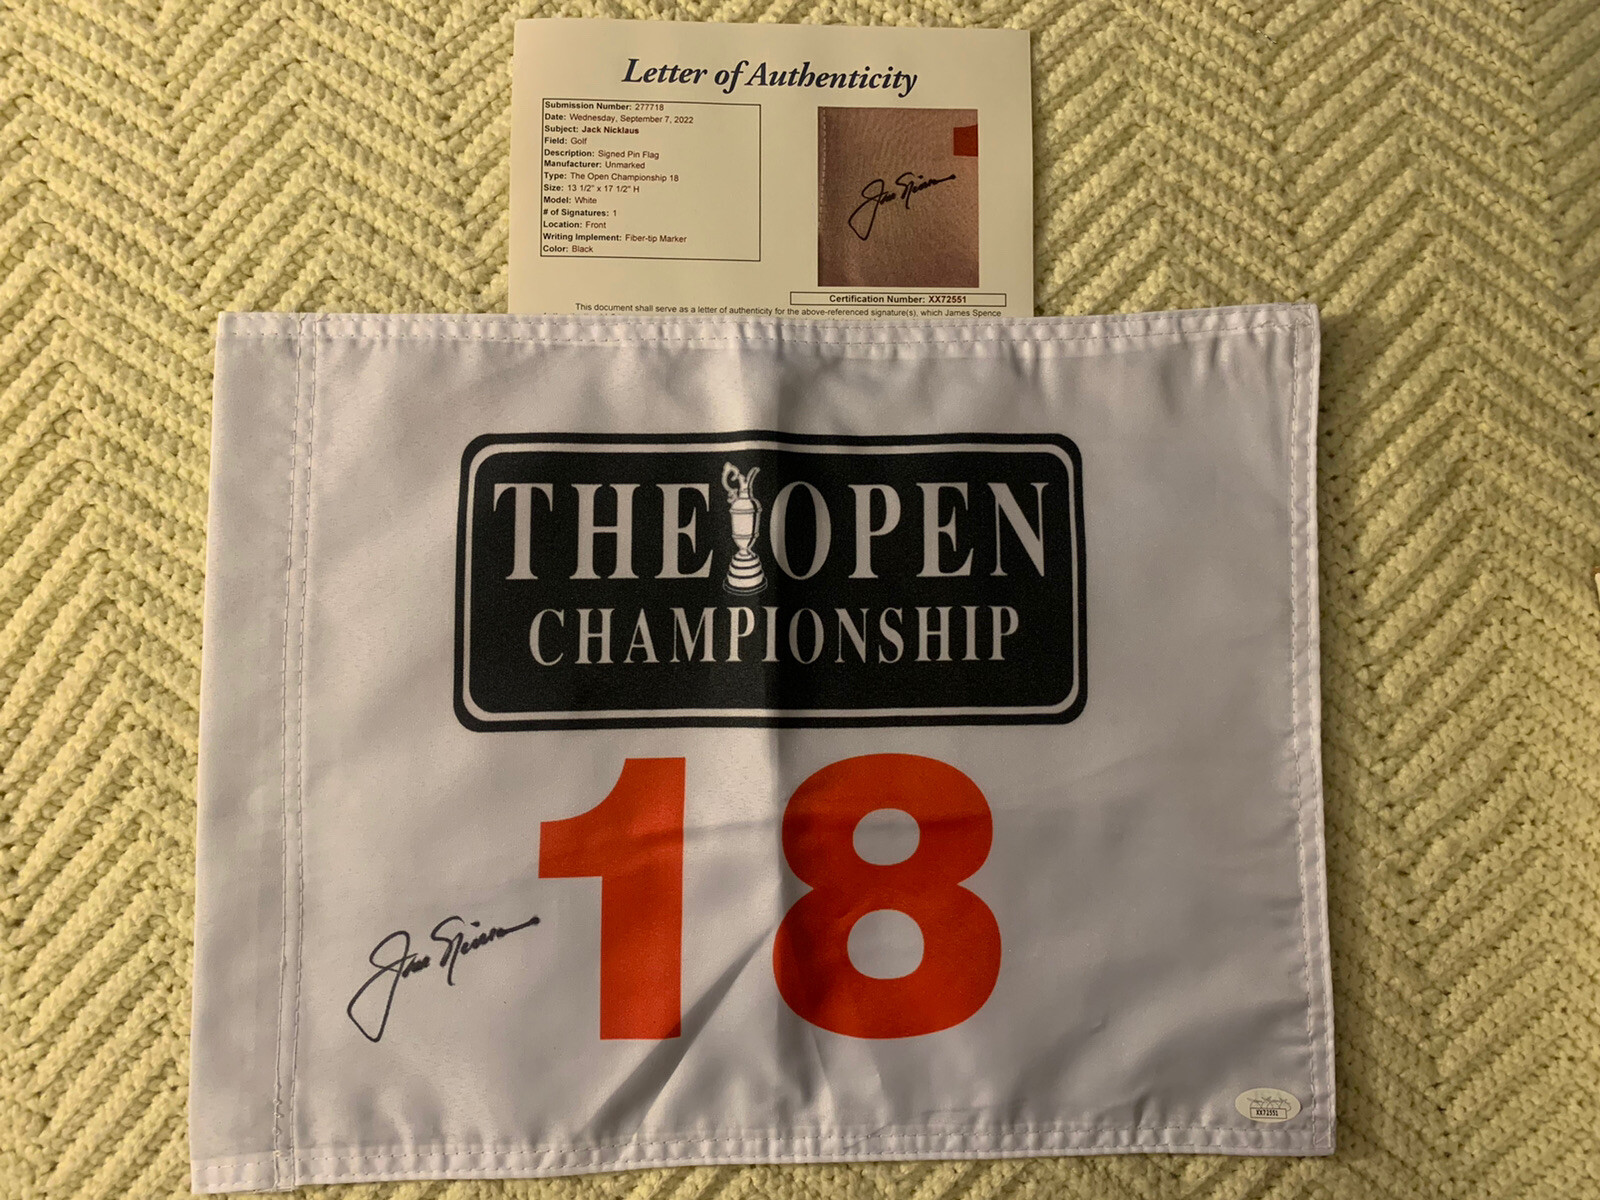 Letter of Authenticity
Submission Number: 277718
Date: Wednesday, September 7, 2022
Subject: Jack Nicklaus
Field: Golf
Description: Signed Pin Flag
Manufacturer: Unmarked
Type: The Open Championship 18
Size: 13 1/2" x 17 1/2" H
Model: White
# of Signatures: 1
Location: Front
Writing Implement: Fiber-tip Marker
Color: Black
Certification Number: XX72551
This document shall serve as a letter of authenticity for the above-referenced signature(s), which James Spence
THE OPEN
CHAMPIONSHIP
18
XX72551